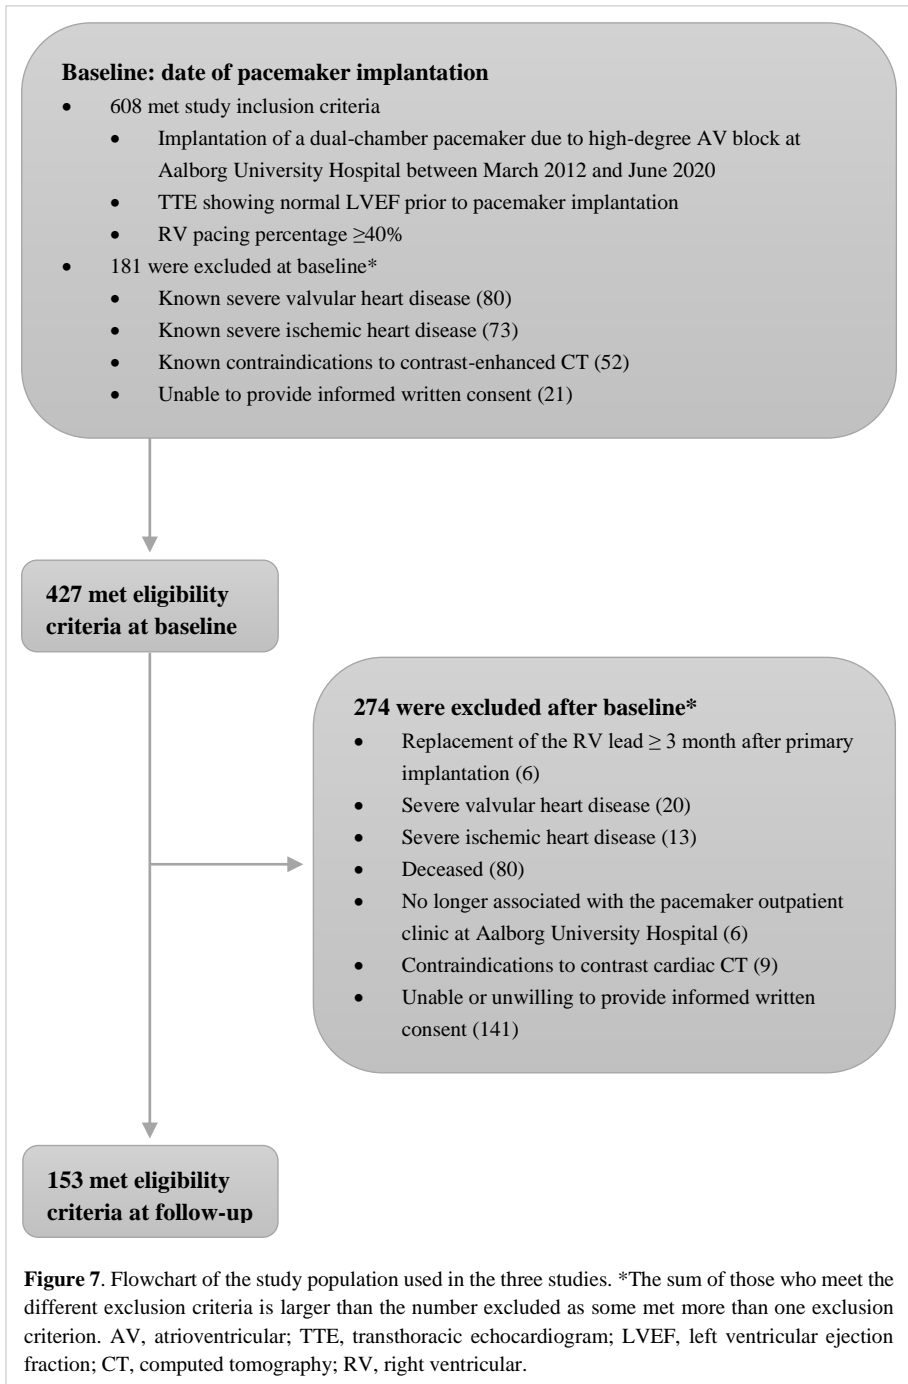 Baseline: date of pacemaker implantation
• 608 met study inclusion criteria
• Implantation of a dual-chamber pacemaker due to high-degree AV block at
Aalborg University Hospital between March 2012 and June 2020
• TTE showing normal LVEF prior to pacemaker implantation
• RV pacing percentage ≥40%
• 181 were excluded at baseline*
• Known severe valvular heart disease (80)
• Known severe ischemic heart disease (73)
• Known contraindications to contrast-enhanced CT (52)
• Unable to provide informed written consent (21)
427 met eligibility
criteria at baseline
274 were excluded after baseline*
• Replacement of the RV lead ≥ 3 month after primary
implantation (6)
• Severe valvular heart disease (20)
• Severe ischemic heart disease (13)
• Deceased (80)
• No longer associated with the pacemaker outpatient
clinic at Aalborg University Hospital (6)
• Contraindications to contrast cardiac CT (9)
• Unable or unwilling to provide informed written
consent (141)
153 met eligibility
criteria at follow-up
Figure 7. Flowchart of the study population used in the three studies. *The sum of those who meet the
different exclusion criteria is larger than the number excluded as some met more than one exclusion
criterion. AV, atrioventricular; TTE, transthoracic echocardiogram; LVEF, left ventricular ejection
fraction; CT, computed tomography; RV, right ventricular.